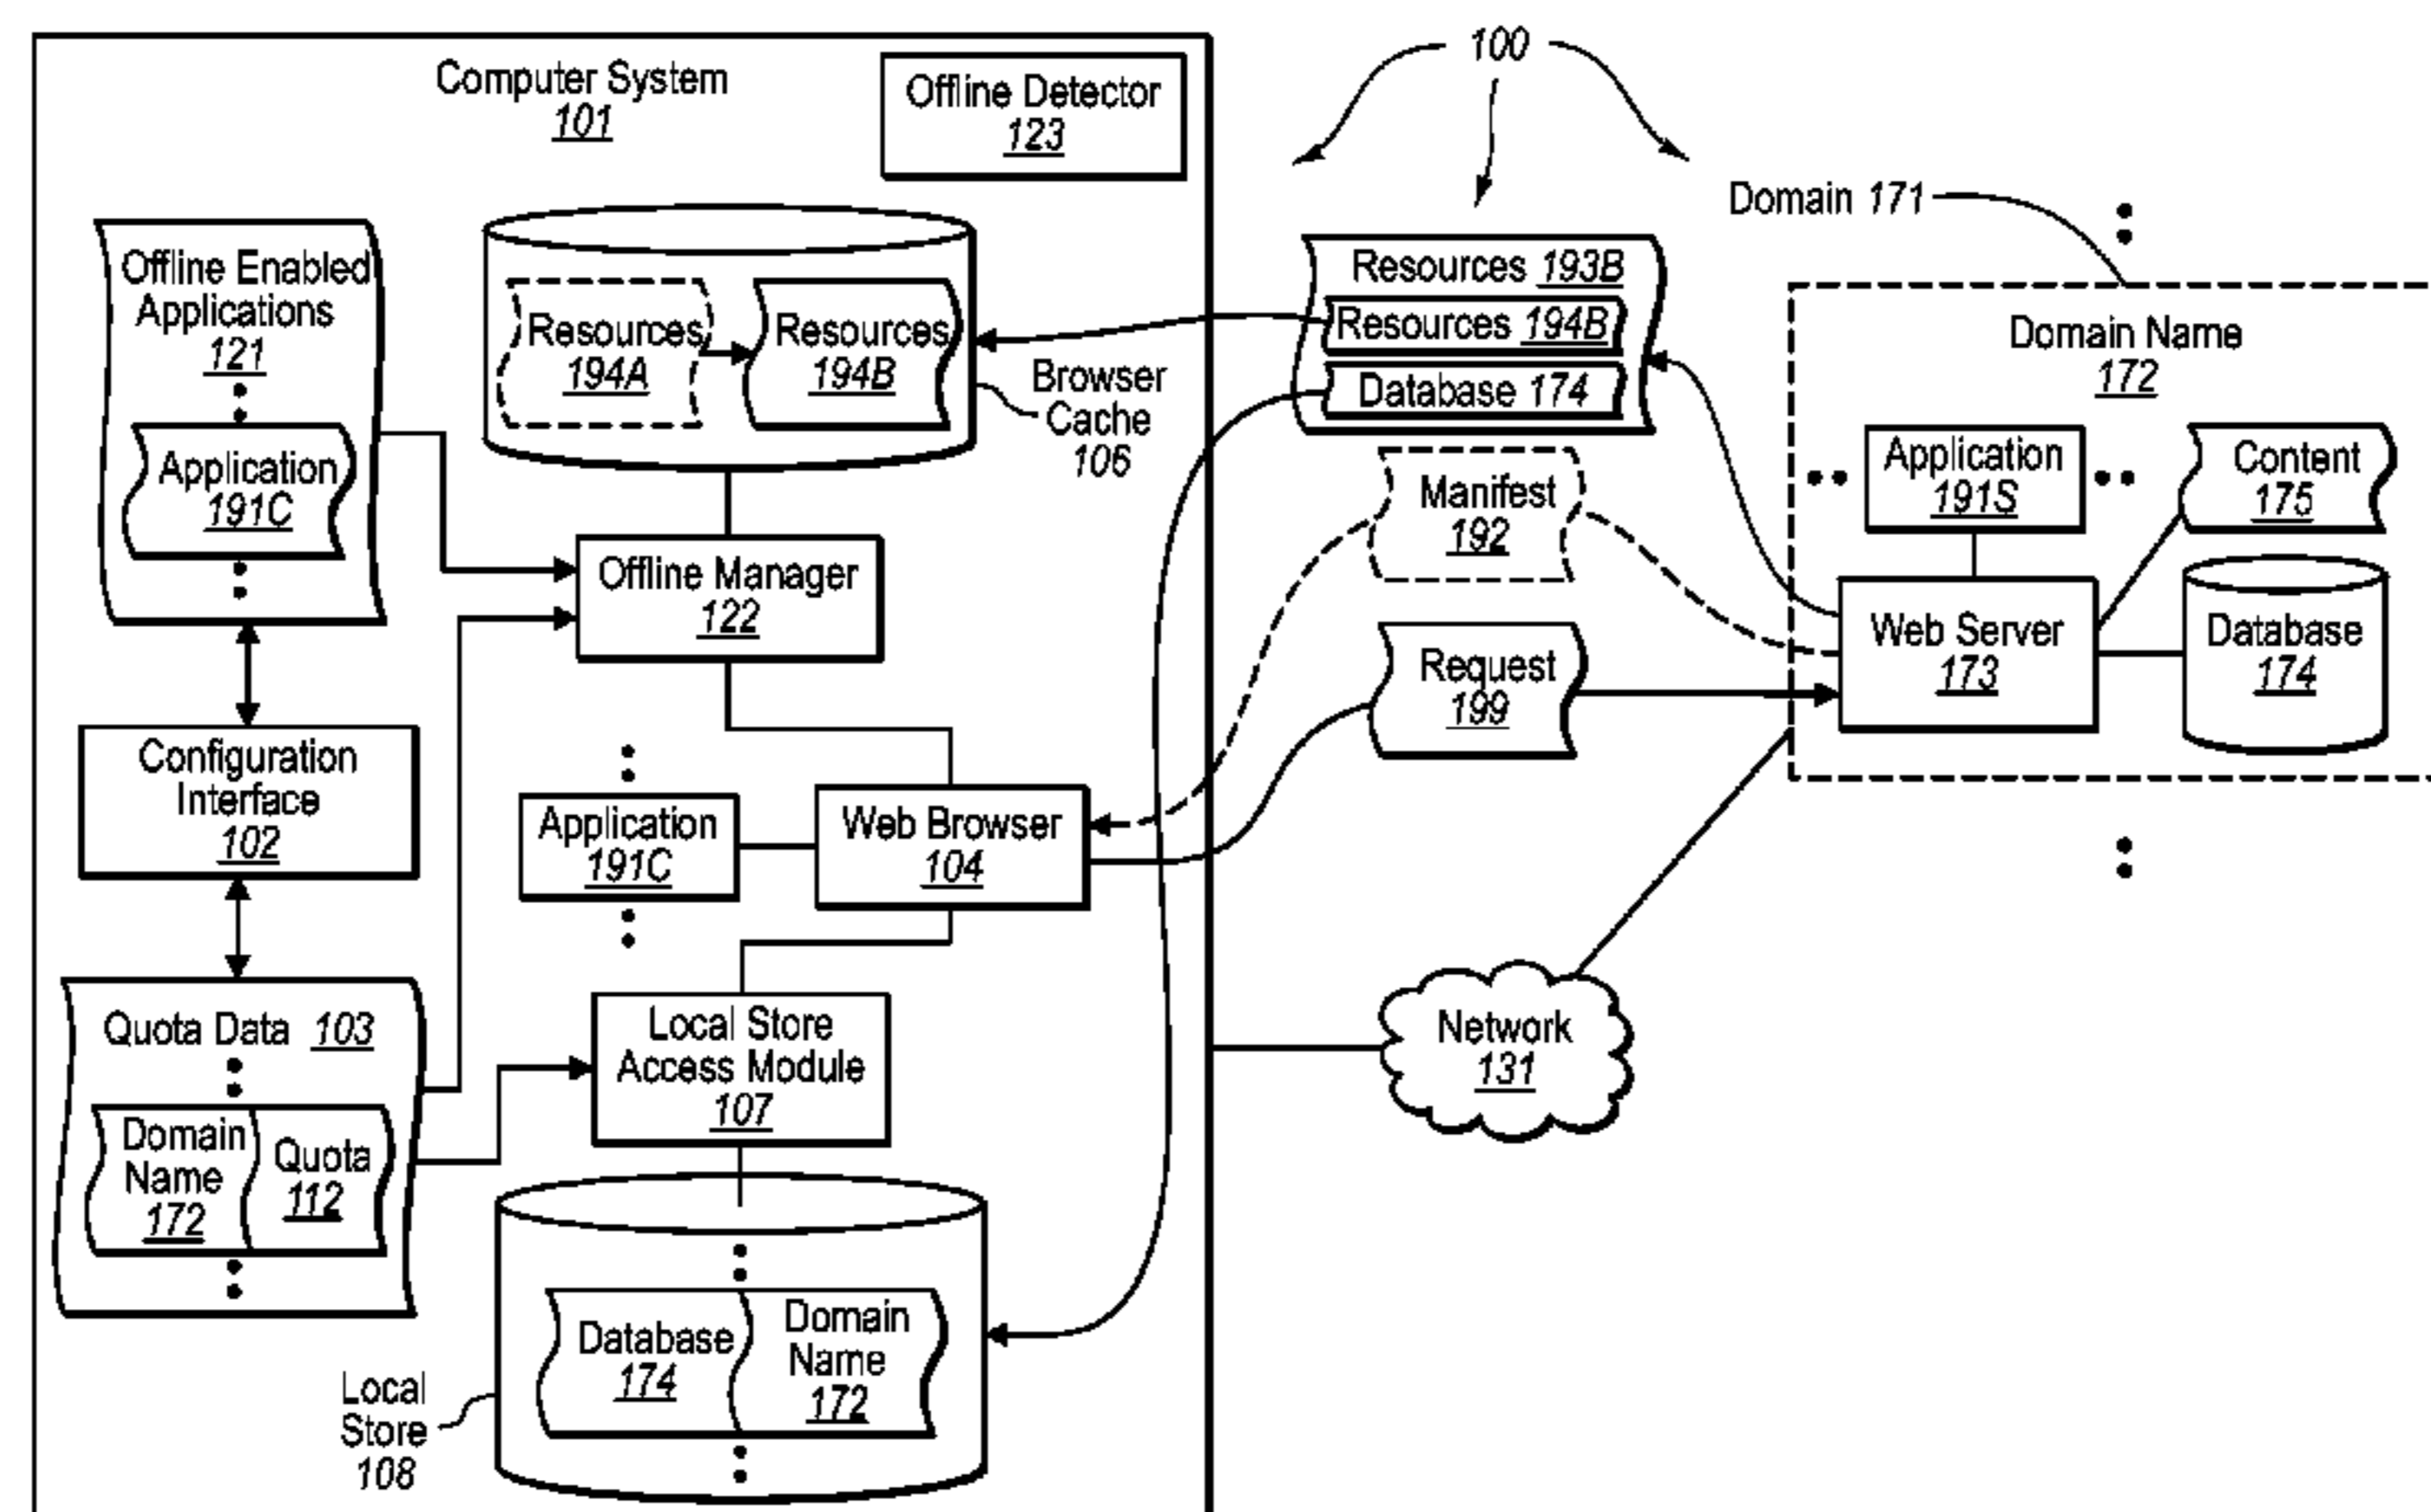 Computer System
101
Offline Detector
123
100
Domain 171
Offline Enabled
Applications
121
Application
191C
Resources
194A
Resources
194B
Browser
Cache
106
Resources 193B
Resources 194B
Database 174
Manifest
192
Request
199
Domain Name
172
Application
191S
Content
175
Web Server
173
Database
174
Offline Manager
122
Configuration
Interface
102
Application
191C
Web Browser
104
Quota Data 103
Domain
Name
172
Quota
112
Local Store
Access Module
107
Network
131
Database
174
Domain
Name
172
Local
Store
108